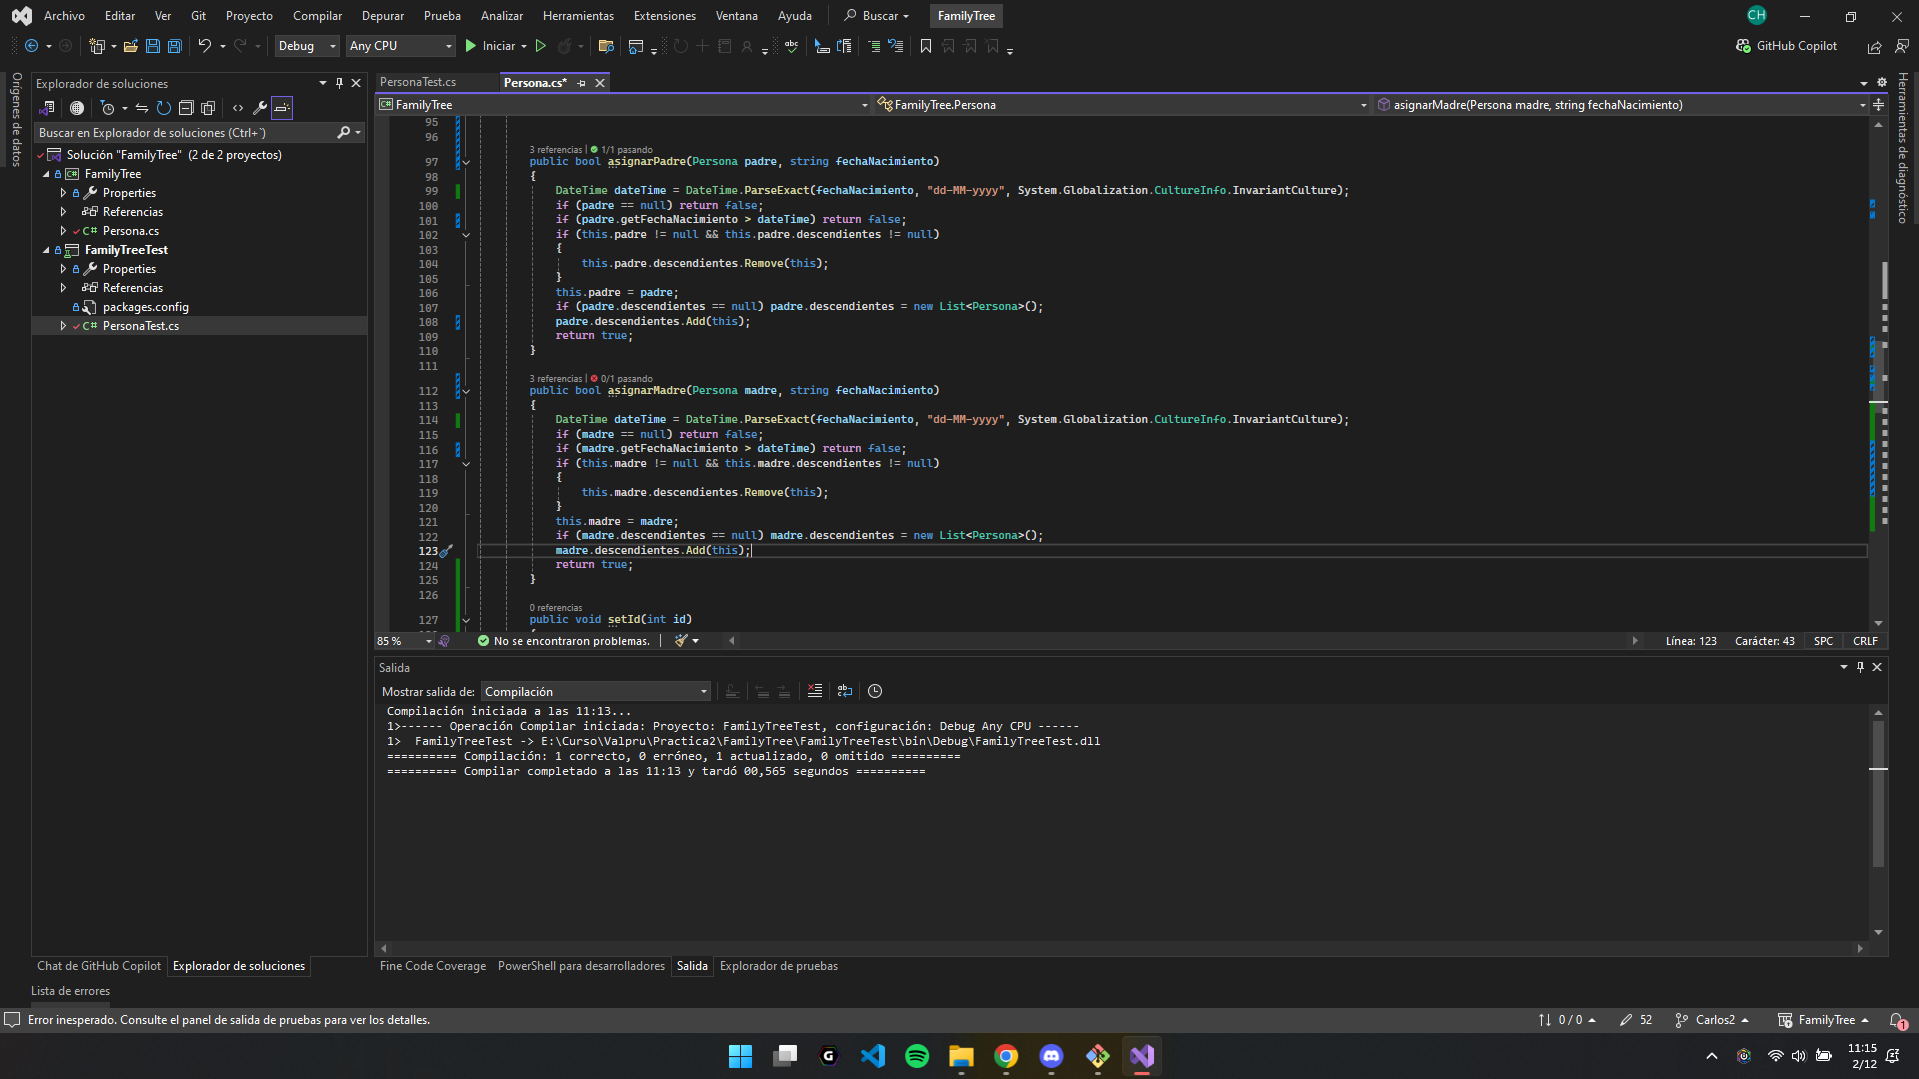 Archivo Editar Ver Git Proyecto Compilar Depurar Prueba Analizar Herramientas Extensiones Ventana Ayuda Buscar FamilyTree CH
Debug Any CPU Iniciar GitHub Copilot
Orígenes de datos
Explorador de soluciones
Buscar en Explorador de soluciones (Ctrl+`)
Solución "FamilyTree" (2 de 2 proyectos)
FamilyTree
Properties
Referencias
C# Persona.cs
FamilyTreeTest
Properties
Referencias
packages.config
C# PersonaTest.cs
PersonaTest.cs Persona.cs*
FamilyTree FamilyTree.Persona asignarMadre(Persona madre, string fechaNacimiento)
95
96
3 referencias | 1/1 pasando
97 public bool asignarPadre(Persona padre, string fechaNacimiento)
98 {
99 DateTime dateTime = DateTime.ParseExact(fechaNacimiento, "dd-MM-yyyy", System.Globalization.CultureInfo.InvariantCulture);
100 if (padre == null) return false;
101 if (padre.getFechaNacimiento > dateTime) return false;
102 if (this.padre != null && this.padre.descendientes != null)
103 {
104 this.padre.descendientes.Remove(this);
105 }
106 this.padre = padre;
107 if (padre.descendientes == null) padre.descendientes = new List<Persona>();
108 padre.descendientes.Add(this);
109 return true;
110 }
111
3 referencias | 0/1 pasando
112 public bool asignarMadre(Persona madre, string fechaNacimiento)
113 {
114 DateTime dateTime = DateTime.ParseExact(fechaNacimiento, "dd-MM-yyyy", System.Globalization.CultureInfo.InvariantCulture);
115 if (madre == null) return false;
116 if (madre.getFechaNacimiento > dateTime) return false;
117 if (this.madre != null && this.madre.descendientes != null)
118 {
119 this.madre.descendientes.Remove(this);
120 }
121 this.madre = madre;
122 if (madre.descendientes == null) madre.descendientes = new List<Persona>();
123 madre.descendientes.Add(this);
124 return true;
125 }
126
0 referencias
127 public void setId(int id)
85 % No se encontraron problemas. Línea: 123 Carácter: 43 SPC CRLF
Herramientas de diagnóstico
Salida
Mostrar salida de: Compilación
Compilación iniciada a las 11:13...
1>------ Operación Compilar iniciada: Proyecto: FamilyTreeTest, configuración: Debug Any CPU ------
1> FamilyTreeTest -> E:\Curso\Valpru\Practica2\FamilyTree\FamilyTreeTest\bin\Debug\FamilyTreeTest.dll
========== Compilación: 1 correcto, 0 erróneo, 1 actualizado, 0 omitido ==========
========== Compilar completado a las 11:13 y tardó 00,565 segundos ==========
Chat de GitHub Copilot Explorador de soluciones
Fine Code Coverage PowerShell para desarrolladores Salida Explorador de pruebas
Lista de errores
Error inesperado. Consulte el panel de salida de pruebas para ver los detalles. 0 / 0 52 Carlos2 FamilyTree 1
11:15
2/12